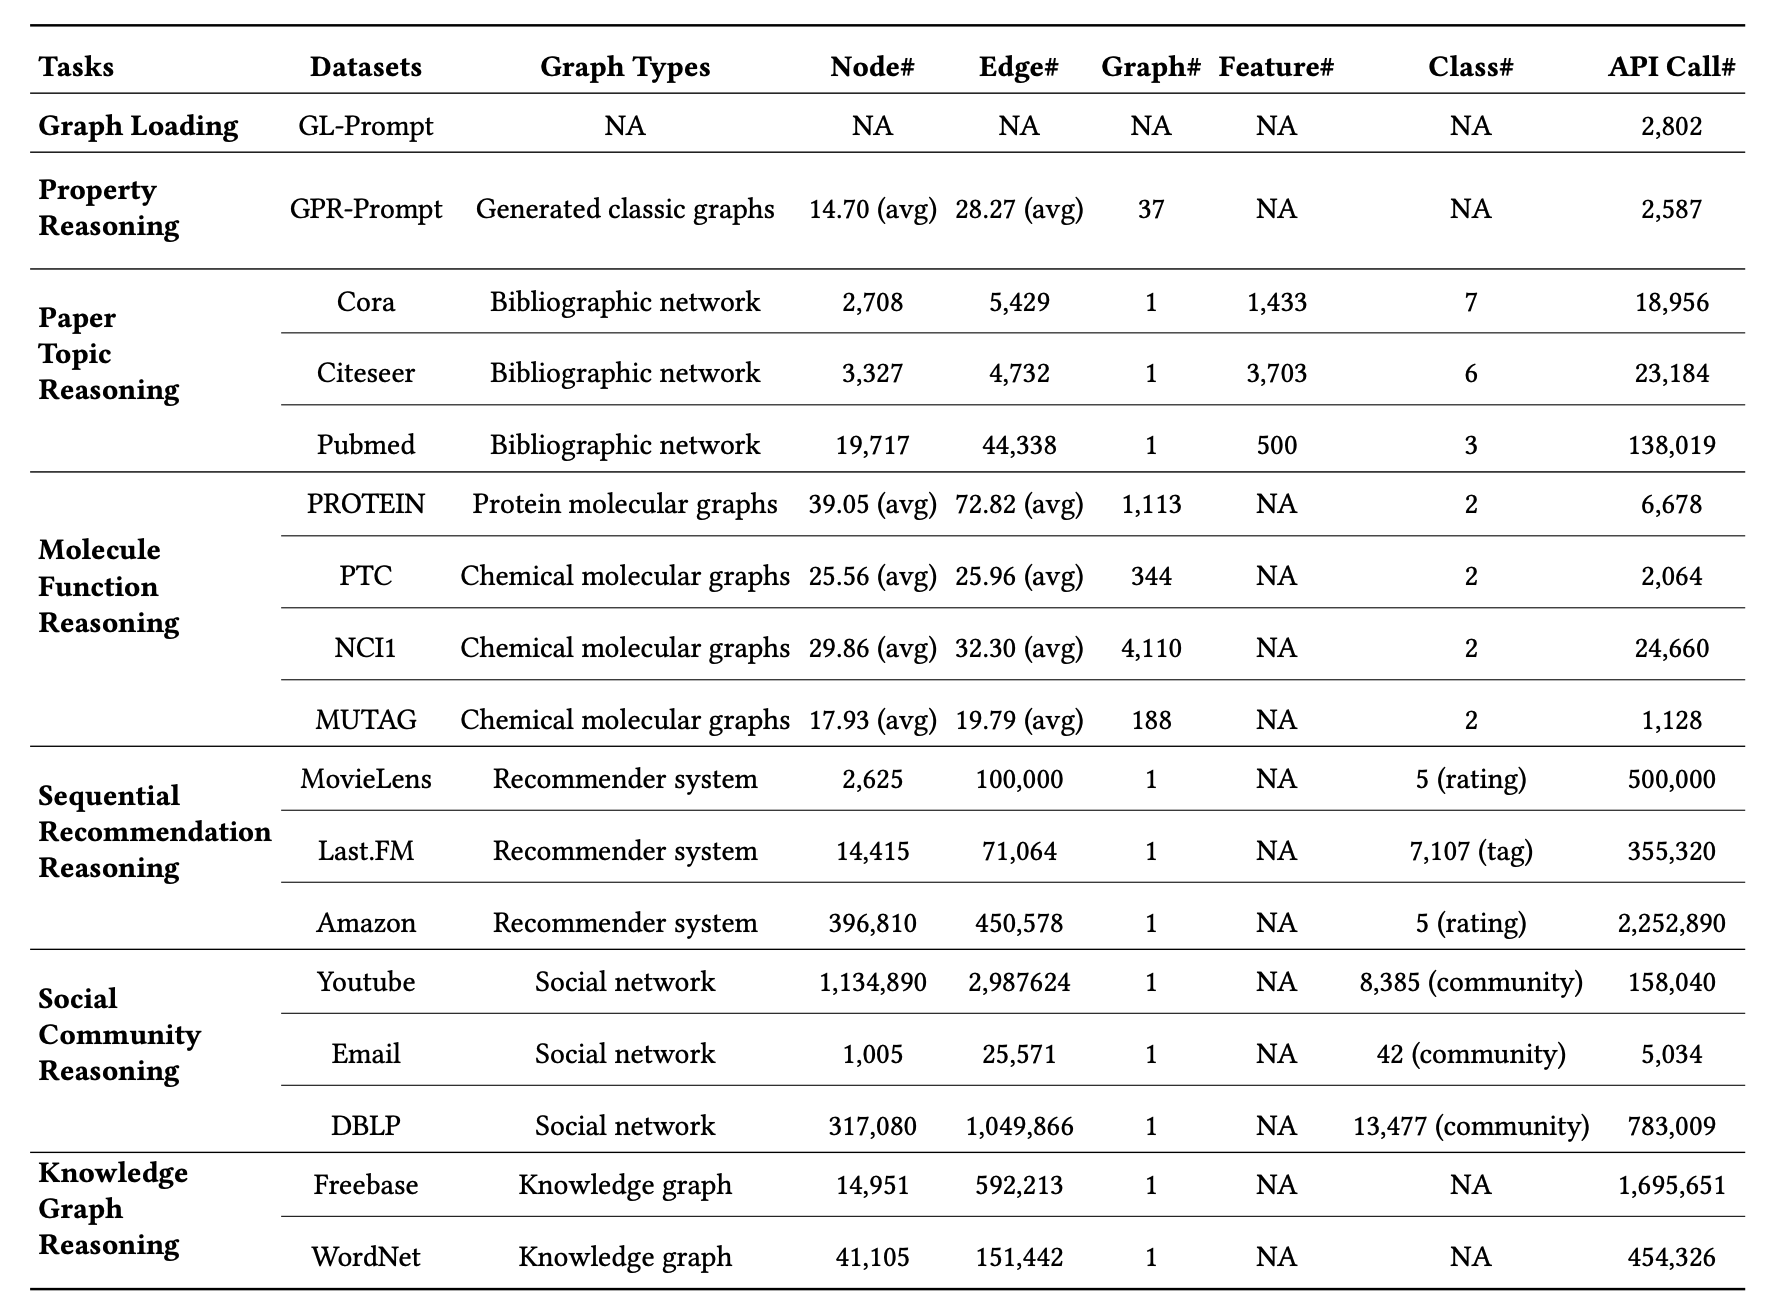 Tasks Datasets Graph Types Node# Edge# Graph# Feature# Class# API Call#
Graph Loading GL-Prompt NA NA NA NA NA NA 2,802
Property
Reasoning GPR-Prompt Generated classic graphs 14.70 (avg) 28.27 (avg) 37 NA NA 2,587
Paper
Topic
Reasoning
Cora Bibliographic network 2,708 5,429 1 1,433 7 18,956
Citeseer Bibliographic network 3,327 4,732 1 3,703 6 23,184
Pubmed Bibliographic network 19,717 44,338 1 500 3 138,019
Molecule
Function
Reasoning
PROTEIN Protein molecular graphs 39.05 (avg) 72.82 (avg) 1,113 NA 2 6,678
PTC Chemical molecular graphs 25.56 (avg) 25.96 (avg) 344 NA 2 2,064
NCI1 Chemical molecular graphs 29.86 (avg) 32.30 (avg) 4,110 NA 2 24,660
MUTAG Chemical molecular graphs 17.93 (avg) 19.79 (avg) 188 NA 2 1,128
Sequential
Recommendation
Reasoning
MovieLens Recommender system 2,625 100,000 1 NA 5 (rating) 500,000
Last.FM Recommender system 14,415 71,064 1 NA 7,107 (tag) 355,320
Amazon Recommender system 396,810 450,578 1 NA 5 (rating) 2,252,890
Social
Community
Reasoning
Youtube Social network 1,134,890 2,987624 1 NA 8,385 (community) 158,040
Email Social network 1,005 25,571 1 NA 42 (community) 5,034
DBLP Social network 317,080 1,049,866 1 NA 13,477 (community) 783,009
Knowledge
Graph
Reasoning
Freebase Knowledge graph 14,951 592,213 1 NA NA 1,695,651
WordNet Knowledge graph 41,105 151,442 1 NA NA 454,326